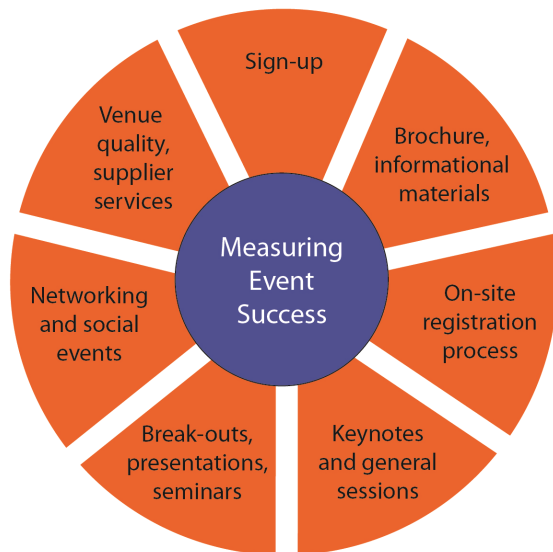 Sign-up
Brochure,
informational
materials
On-site
registration
process
Keynotes
and general
sessions
Break-outs,
presentations,
seminars
Networking
and social
events
Venue
quality,
supplier
services
Measuring
Event
Success